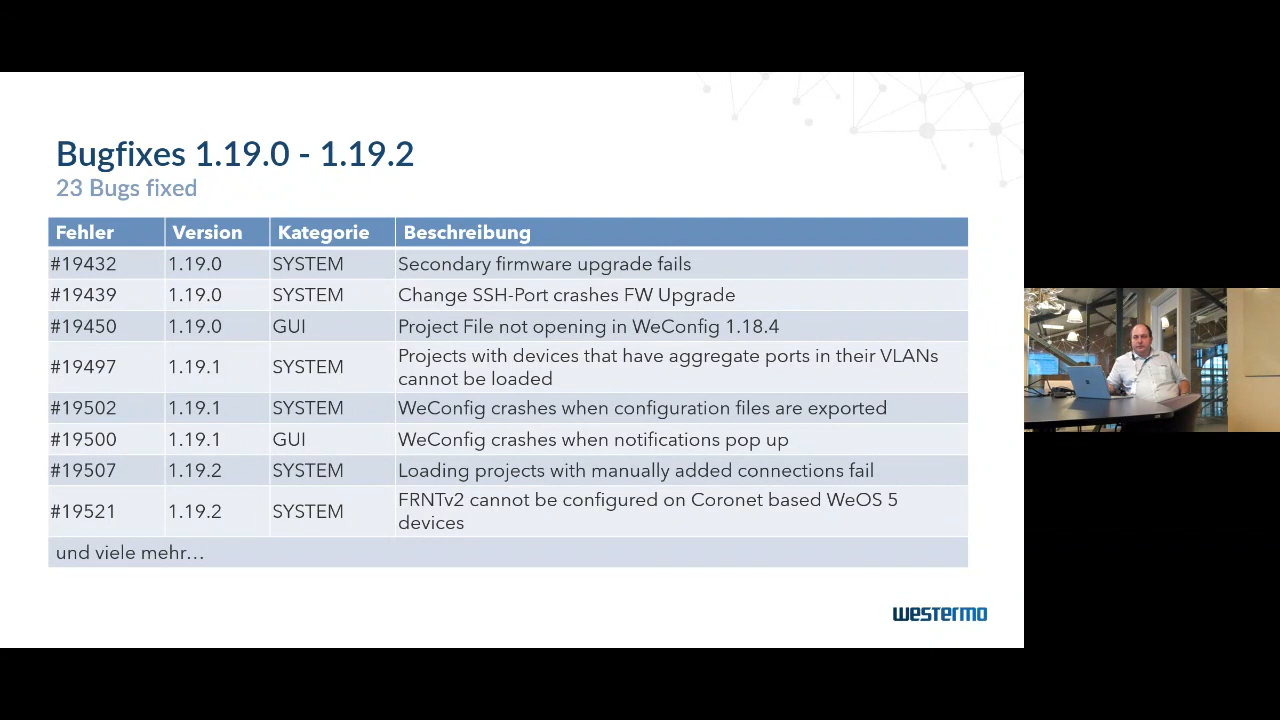 Bugfixes 1.19.0 - 1.19.2
23 Bugs fixed
Fehler Version Kategorie Beschreibung
#19432 1.19.0 SYSTEM Secondary firmware upgrade fails
#19439 1.19.0 SYSTEM Change SSH-Port crashes FW Upgrade
#19450 1.19.0 GUI Project File not opening in WeConfig 1.18.4
#19497 1.19.1 SYSTEM Projects with devices that have aggregate ports in their VLANs
cannot be loaded
#19502 1.19.1 SYSTEM WeConfig crashes when configuration files are exported
#19500 1.19.1 GUI WeConfig crashes when notifications pop up
#19507 1.19.2 SYSTEM Loading projects with manually added connections fail
#19521 1.19.2 SYSTEM FRNTv2 cannot be configured on Coronet based WeOS 5
devices
und viele mehr…
westermo